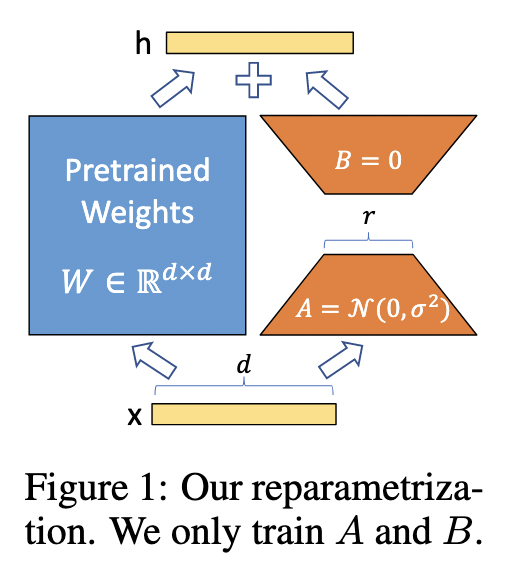 h
Pretrained
Weights
W ∈ ℝ^{d×d}
B = 0
r
A = 𝒩(0, σ²)
d
x
Figure 1: Our reparametriza-
tion. We only train A and B.